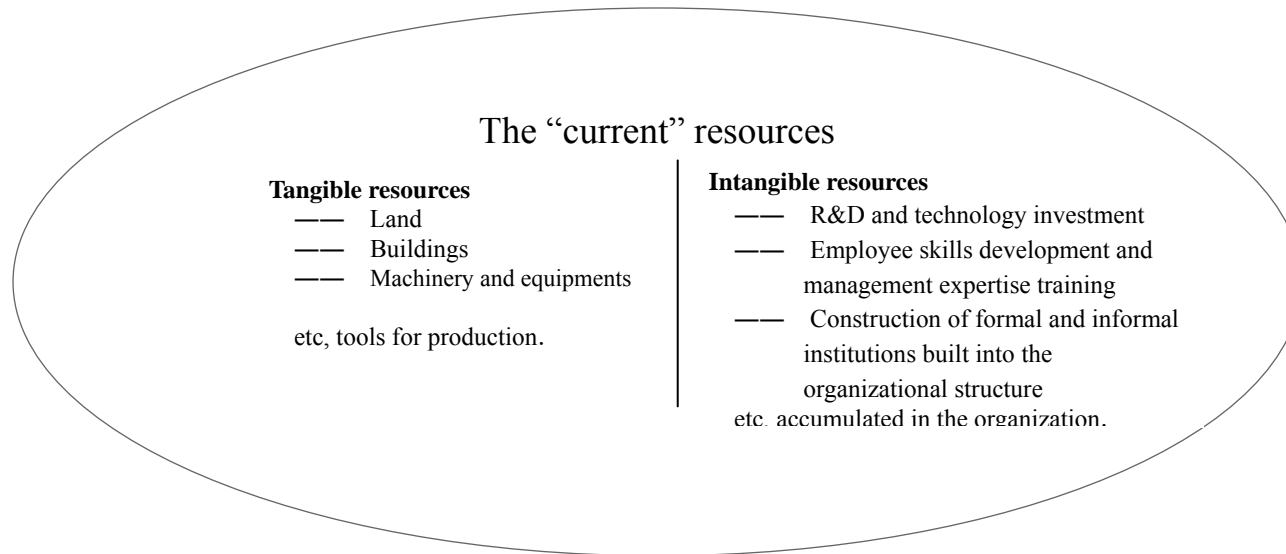 The “current” resources
Tangible resources
—— Land
—— Buildings
—— Machinery and equipments
etc, tools for production.
Intangible resources
—— R&D and technology investment
—— Employee skills development and
management expertise training
—— Construction of formal and informal
institutions built into the
organizational structure
etc, accumulated in the organization.